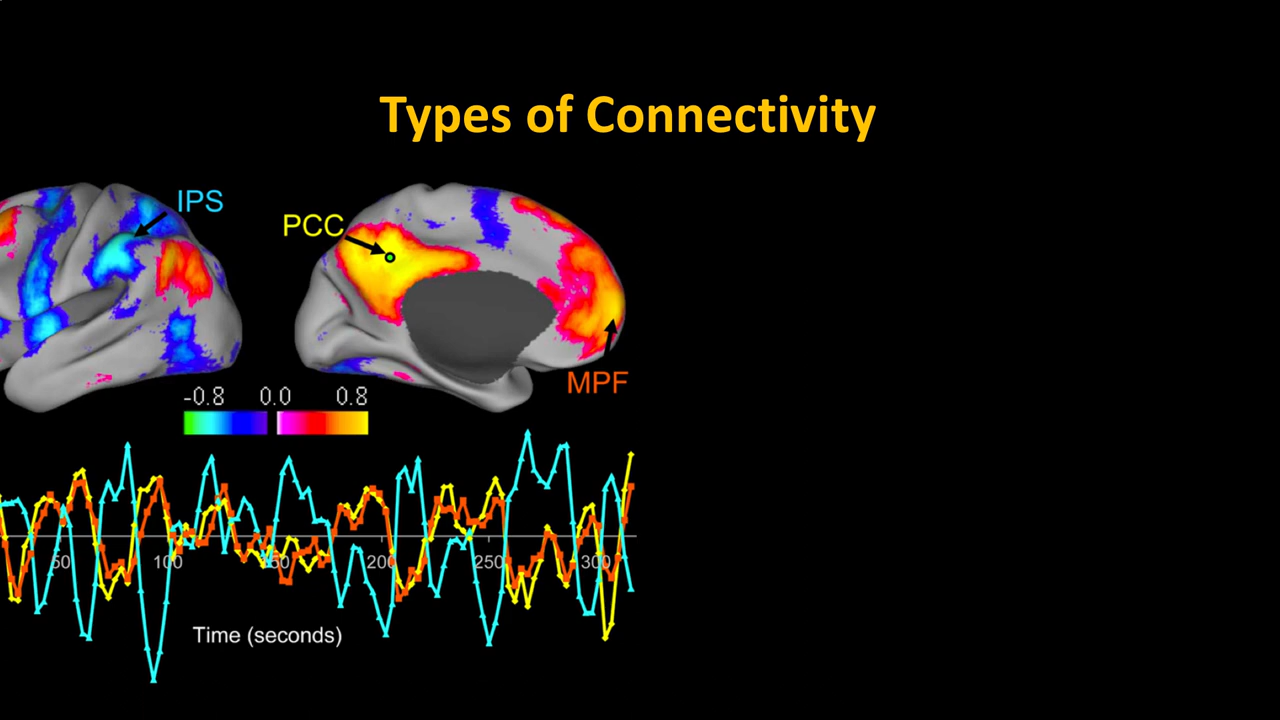 Types of Connectivity
IPS
PCC
MPF
-0.8 0.0 0.8
50 100 150 200 250 300
Time (seconds)